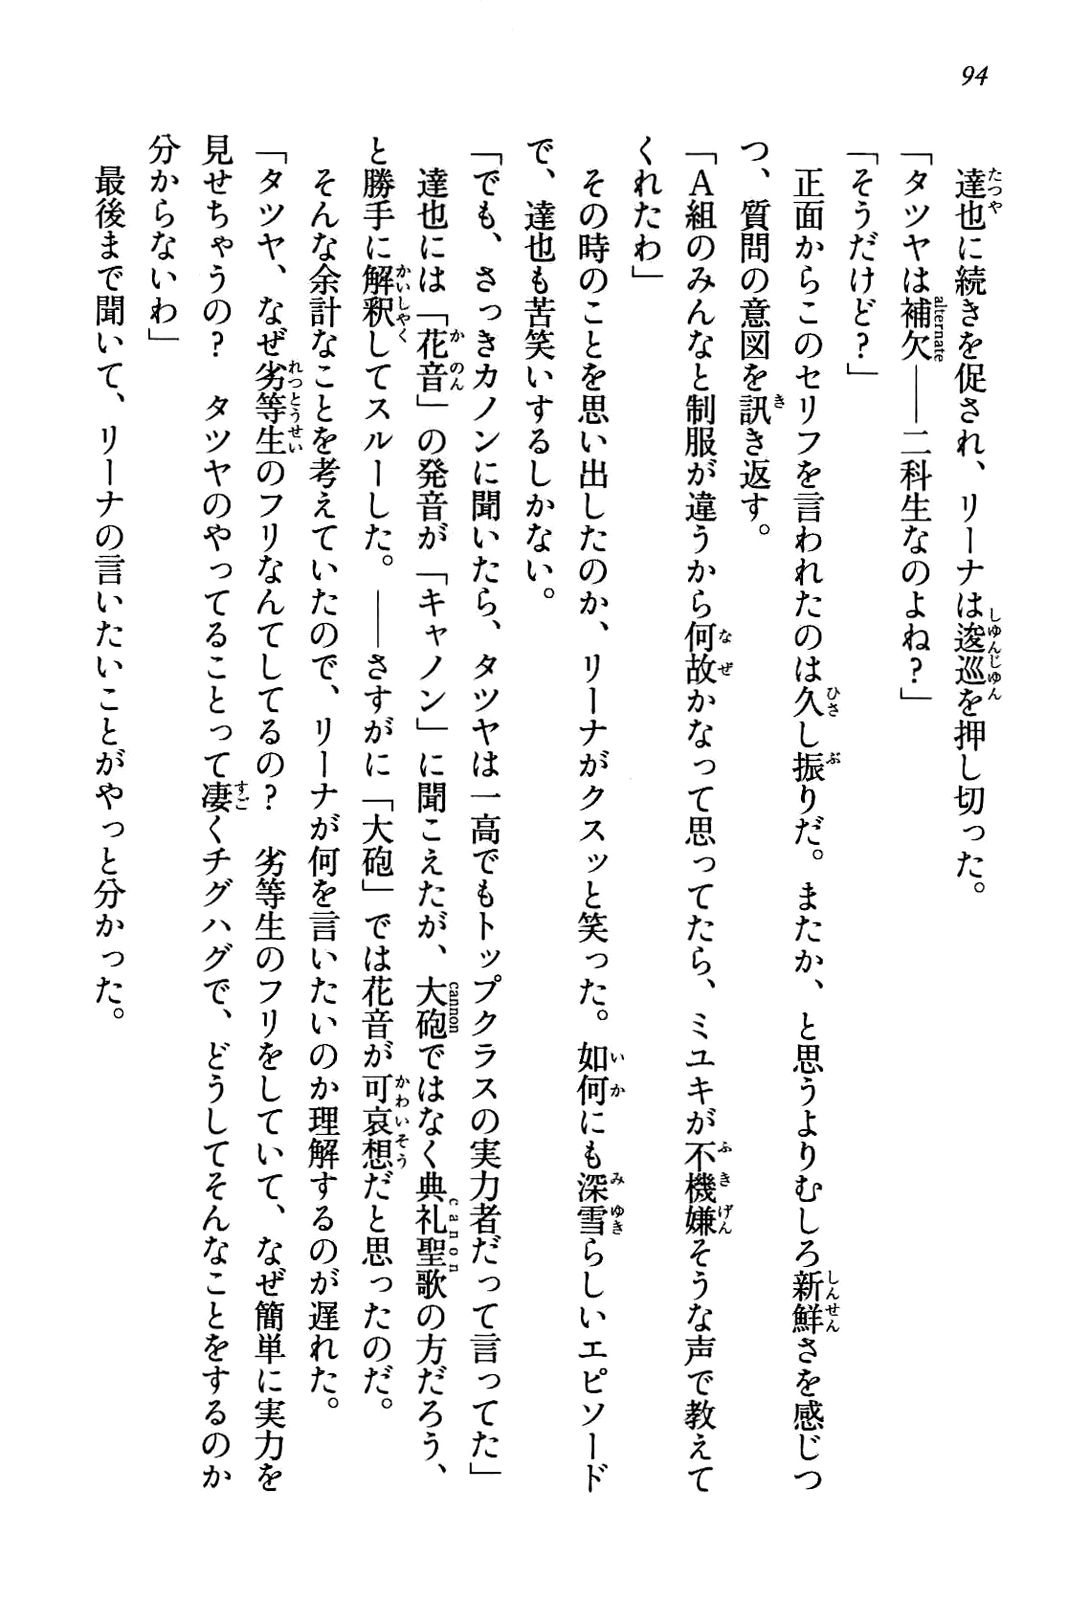 94
達也に続きを促され、リーナは逡巡を押し切った。
「タツヤは補欠――二科生なのよね？」
「そうだけど？」
正面からこのセリフを言われたのは久し振りだ。またか、と思うよりむしろ新鮮さを感じつ
つ、質問の意図を訊き返す。
「Ａ組のみんなと制服が違うから何故かなって思ってたら、ミユキが不機嫌そうな声で教えて
くれたわ」
その時のことを思い出したのか、リーナがクスッと笑った。如何にも深雪らしいエピソード
で、達也も苦笑いするしかない。
「でも、さっきカノンに聞いたら、タツヤは一高でもトップクラスの実力者だって言ってた」
達也には「花音」の発音が「キャノン」に聞こえたが、大砲ではなく典礼聖歌の方だろう、
と勝手に解釈してスルーした。――さすがに「大砲」では花音が可哀想だと思ったのだ。
そんな余計なことを考えていたので、リーナが何を言いたいのか理解するのが遅れた。
「タツヤ、なぜ劣等生のフリなんてしてるの？　劣等生のフリをしていて、なぜ簡単に実力を
見せちゃうの？　タツヤのやってることって凄くチグハグで、どうしてそんなことをするのか
分からないわ」
最後まで聞いて、リーナの言いたいことがやっと分かった。